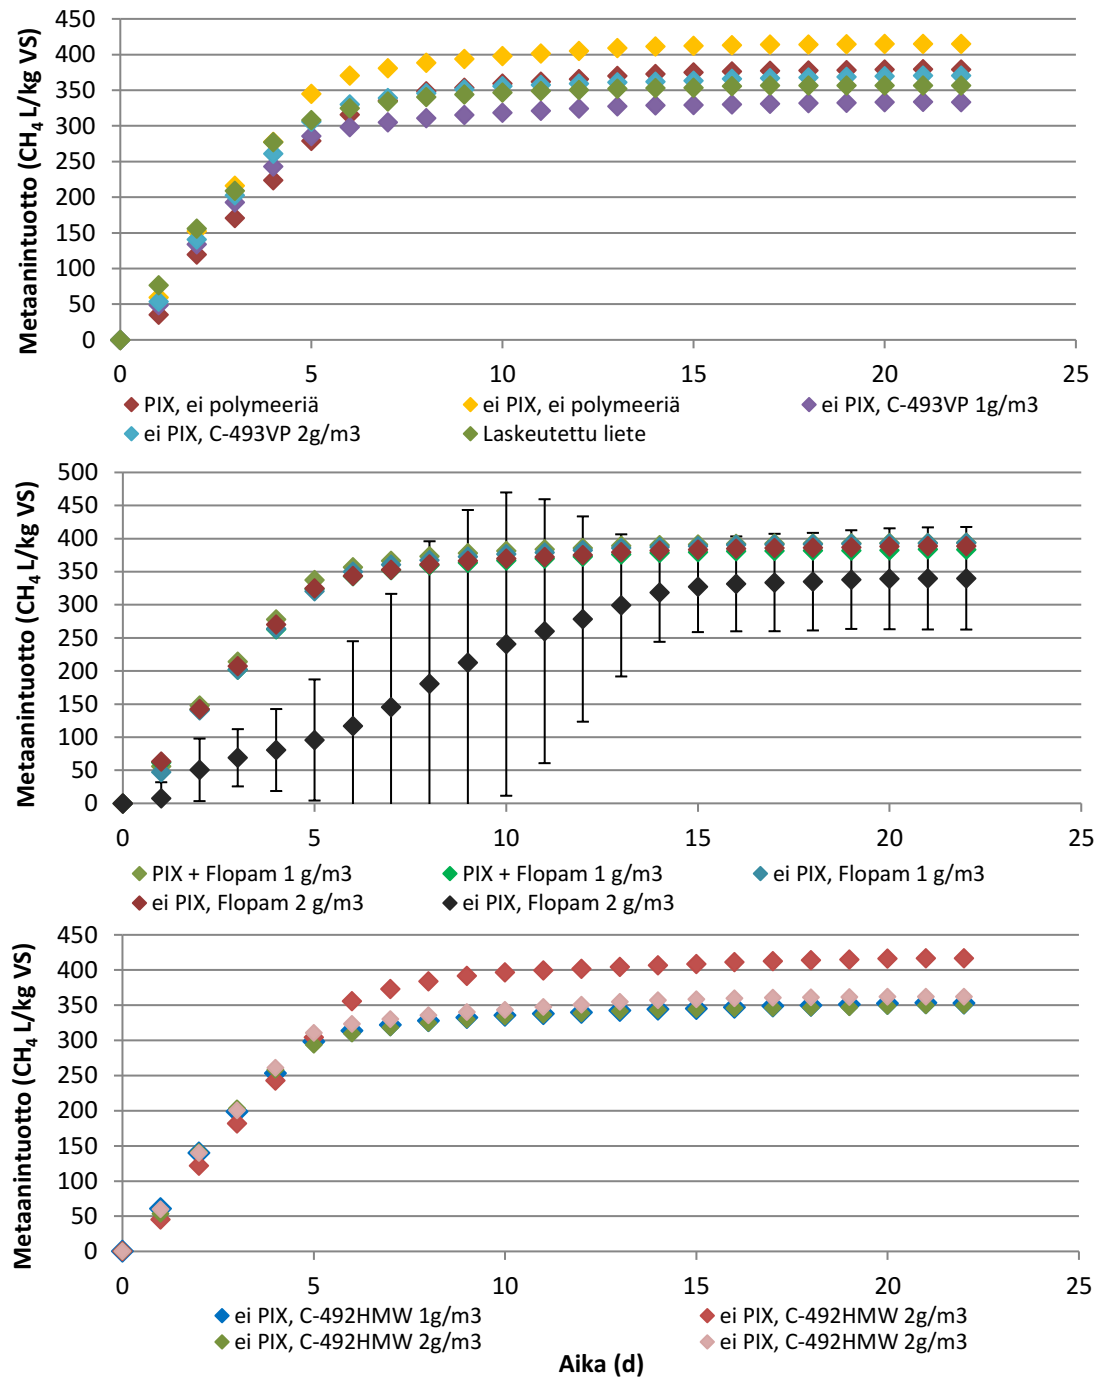 Metaanintuotto (CH₄ L/kg VS)
450
400
350
300
250
200
150
100
50
0
0 5 10 15 20 25
PIX, ei polymeeriä ei PIX, ei polymeeriä ei PIX, C-493VP 1g/m3
ei PIX, C-493VP 2g/m3 Laskeutettu liete
Metaanintuotto (CH₄ L/kg VS)
500
450
400
350
300
250
200
150
100
50
0
0 5 10 15 20 25
PIX + Flopam 1 g/m3 PIX + Flopam 1 g/m3 ei PIX, Flopam 1 g/m3
ei PIX, Flopam 2 g/m3 ei PIX, Flopam 2 g/m3
Metaanintuotto (CH₄ L/kg VS)
450
400
350
300
250
200
150
100
50
0
0 5 10 15 20 25
ei PIX, C-492HMW 1g/m3 ei PIX, C-492HMW 2g/m3
ei PIX, C-492HMW 2g/m3 ei PIX, C-492HMW 2g/m3
Aika (d)